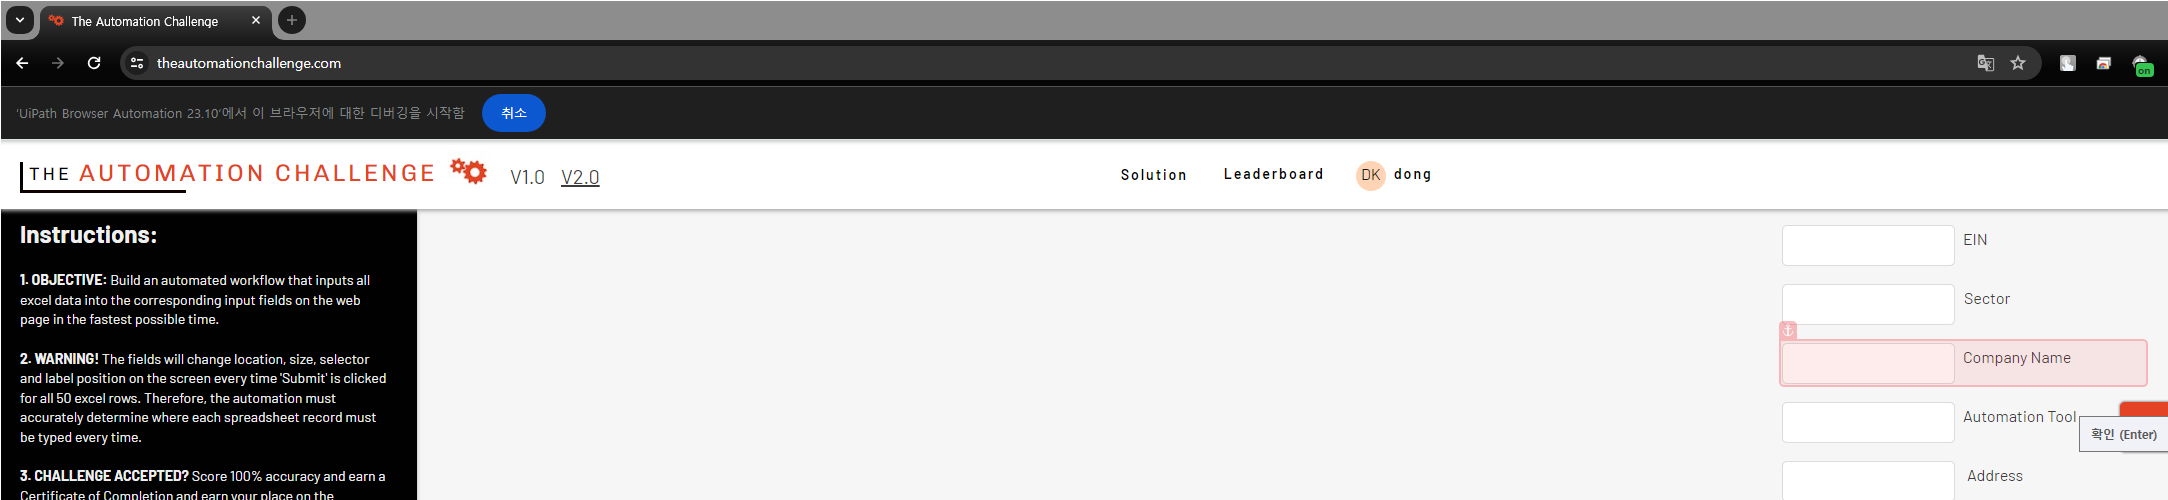 The Automation Challenge
theautomationchallenge.com
'UiPath Browser Automation 23.10'에서 이 브라우저에 대한 디버깅을 시작함 취소
on
THE AUTOMATION CHALLENGE V1.0 V2.0 Solution Leaderboard DK dong
Instructions:
1. OBJECTIVE: Build an automated workflow that inputs all
excel data into the corresponding input fields on the web
page in the fastest possible time.
2. WARNING! The fields will change location, size, selector
and label position on the screen every time 'Submit' is clicked
for all 50 excel rows. Therefore, the automation must
accurately determine where each spreadsheet record must
be typed every time.
3. CHALLENGE ACCEPTED? Score 100% accuracy and earn a
Certificate of Completion and earn your place on the
EIN
Sector
Company Name
Automation Tool
확인 (Enter)
Address